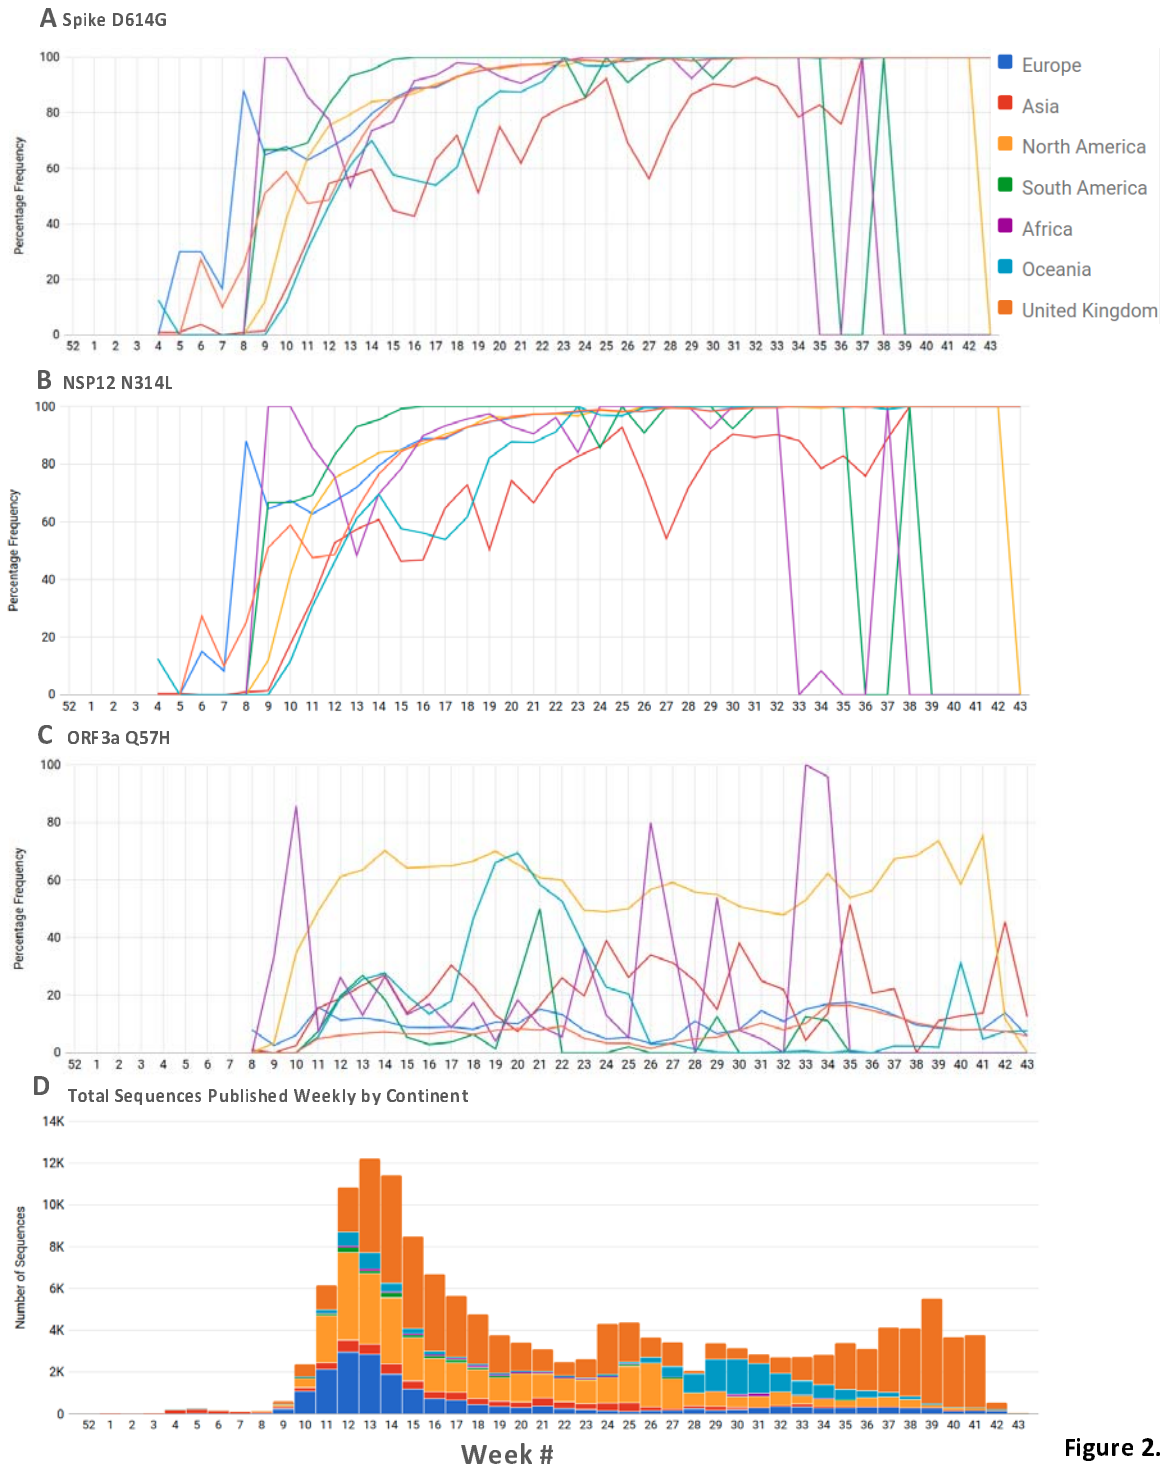 A Spike D614G
100
80
60
40
20
0
Percentage Frequency
52 1 2 3 4 5 6 7 8 9 10 11 12 13 14 15 16 17 18 19 20 21 22 23 24 25 26 27 28 29 30 31 32 33 34 35 36 37 38 39 40 41 42 43
Europe
Asia
North America
South America
Africa
Oceania
United Kingdom
B NSP12 N314L
100
80
60
40
20
0
Percentage Frequency
52 1 2 3 4 5 6 7 8 9 10 11 12 13 14 15 16 17 18 19 20 21 22 23 24 25 26 27 28 29 30 31 32 33 34 35 36 37 38 39 40 41 42 43
C ORF3a Q57H
100
80
60
40
20
0
Percentage Frequency
52 1 2 3 4 5 6 7 8 9 10 11 12 13 14 15 16 17 18 19 20 21 22 23 24 25 26 27 28 29 30 31 32 33 34 35 36 37 38 39 40 41 42 43
D Total Sequences Published Weekly by Continent
14K
12K
10K
8K
6K
4K
2K
0
Number of Sequences
52 1 2 3 4 5 6 7 8 9 10 11 12 13 14 15 16 17 18 19 20 21 22 23 24 25 26 27 28 29 30 31 32 33 34 35 36 37 38 39 40 41 42 43
Week #
Figure 2.